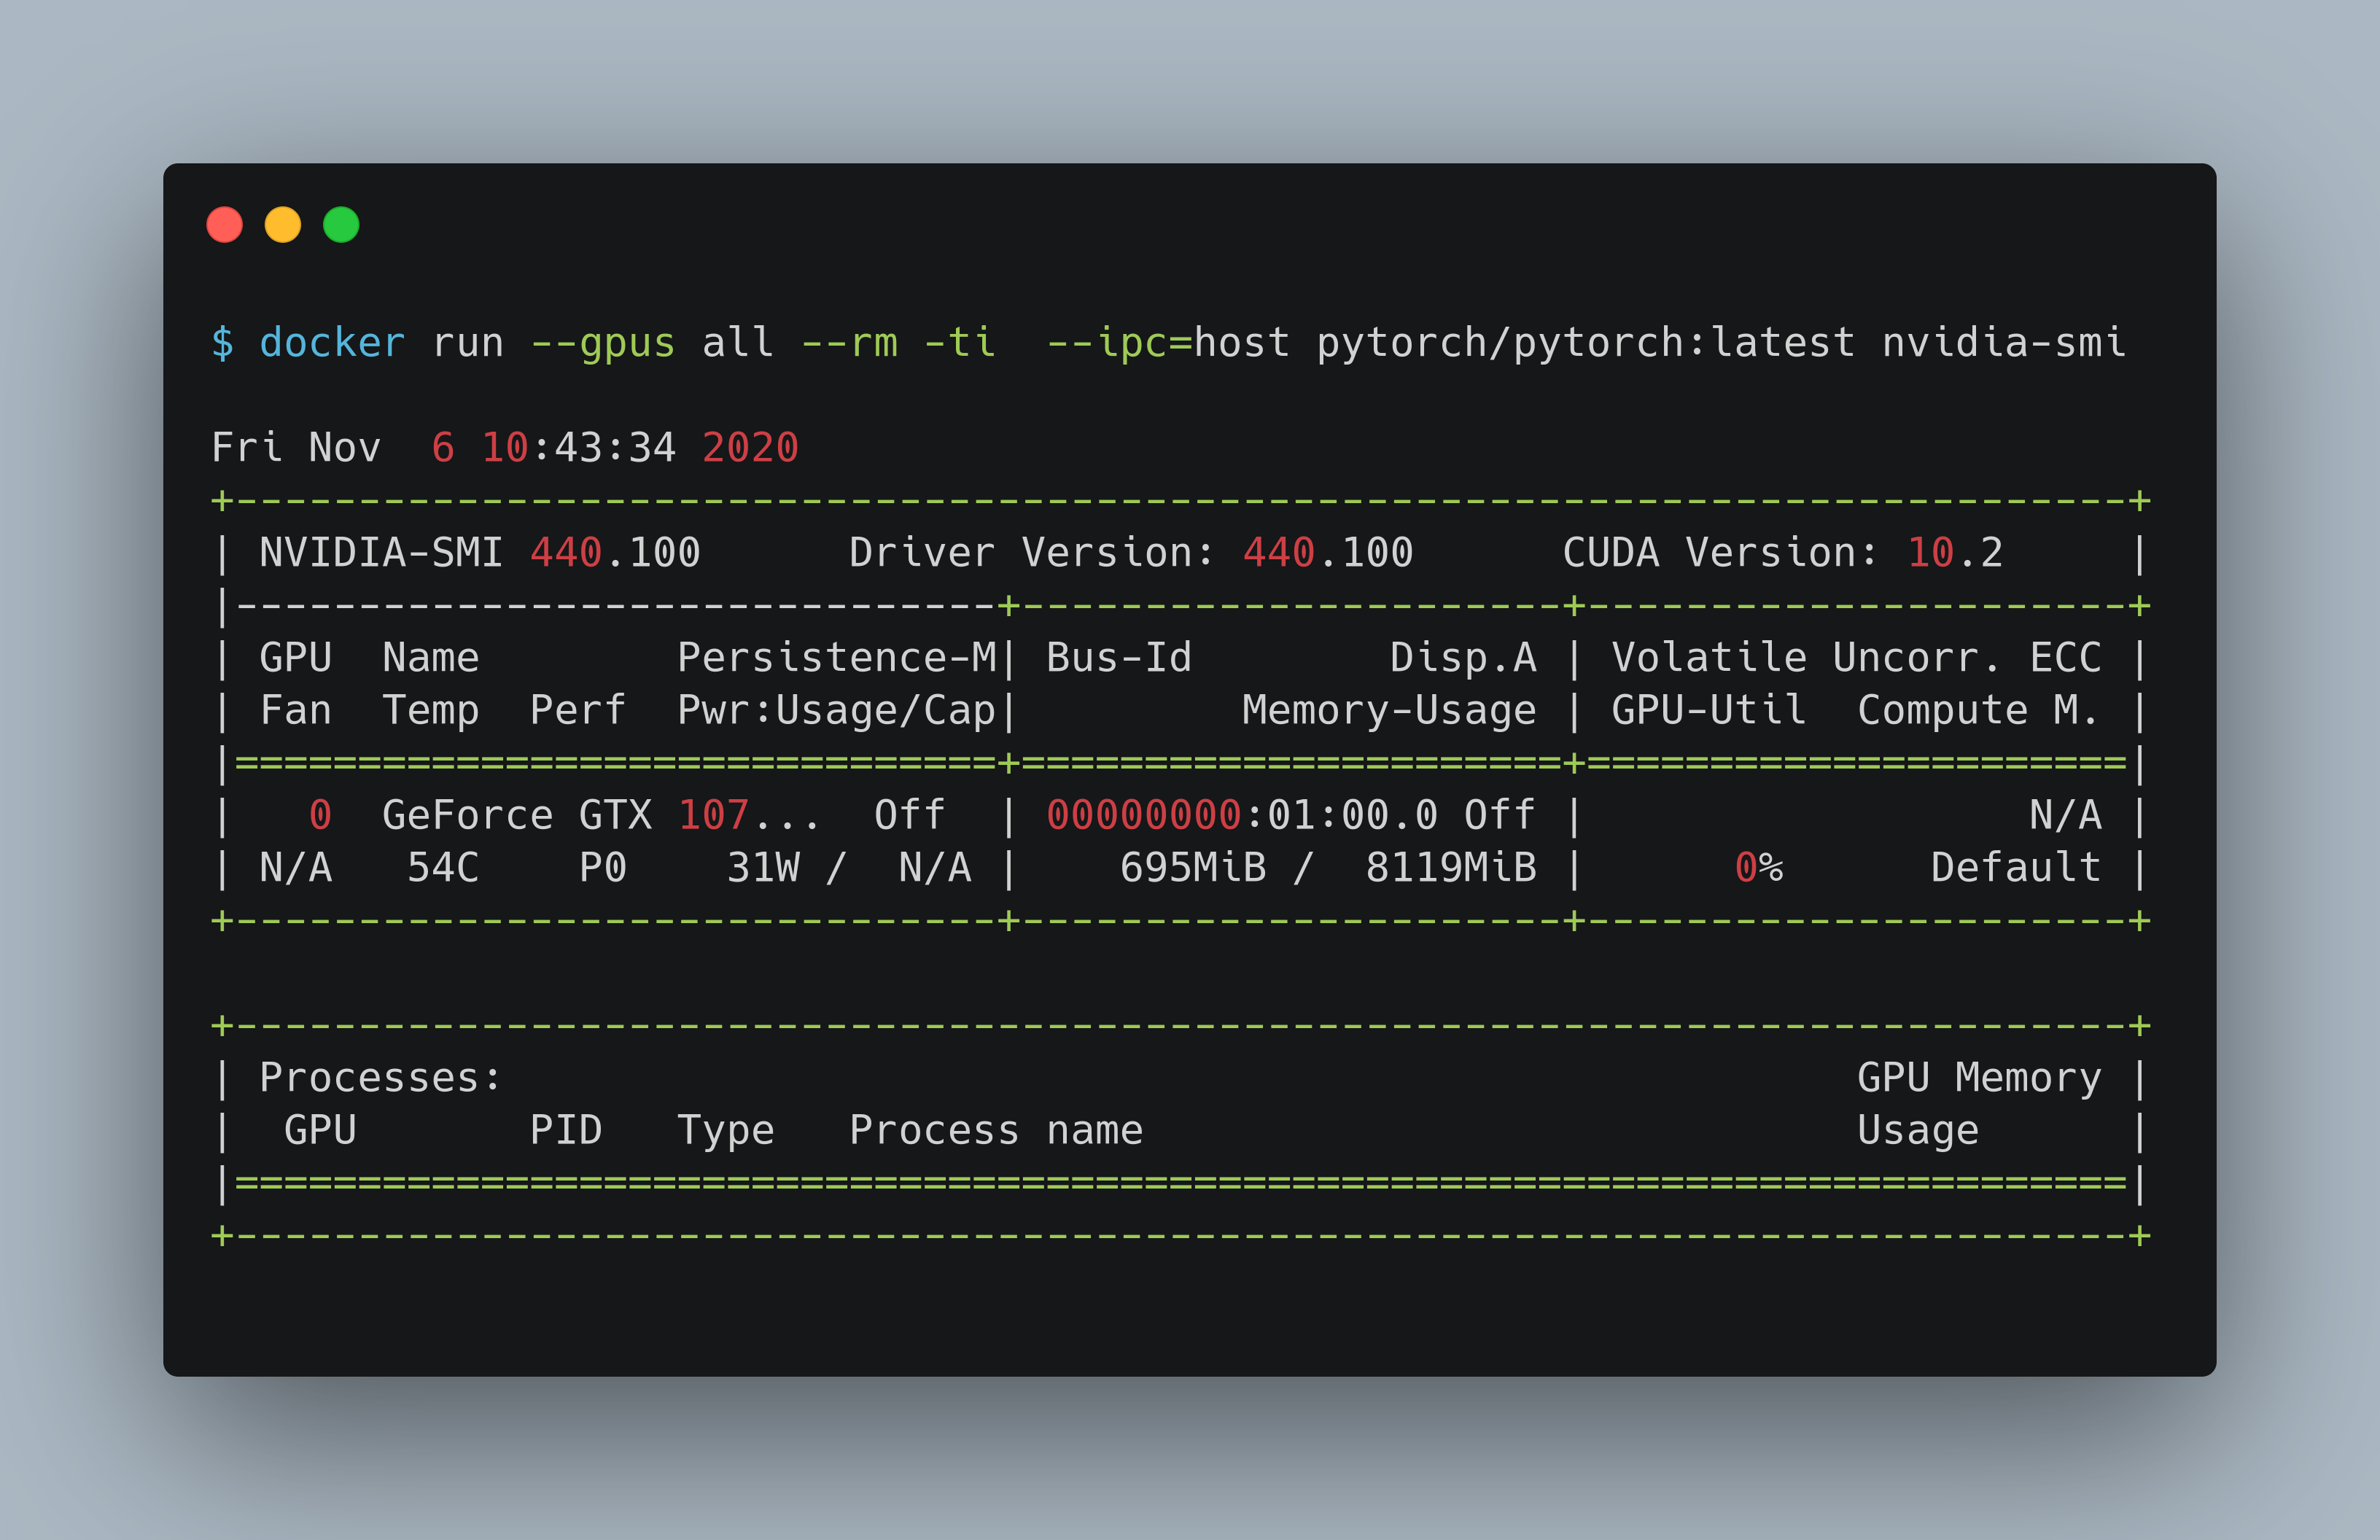 $ docker run --gpus all --rm -ti  --ipc=host pytorch/pytorch:latest nvidia-smi
Fri Nov  6 10:43:34 2020
+-----------------------------------------------------------------------------+
| NVIDIA-SMI 440.100      Driver Version: 440.100      CUDA Version: 10.2     |
|-------------------------------+----------------------+----------------------+
| GPU  Name        Persistence-M| Bus-Id        Disp.A | Volatile Uncorr. ECC |
| Fan  Temp  Perf  Pwr:Usage/Cap|         Memory-Usage | GPU-Util  Compute M. |
|===============================+======================+======================|
|   0  GeForce GTX 107...  Off  | 00000000:01:00.0 Off |                  N/A |
| N/A   54C    P0    31W /  N/A |    695MiB /  8119MiB |      0%      Default |
+-------------------------------+----------------------+----------------------+
+-----------------------------------------------------------------------------+
| Processes:                                                       GPU Memory |
|  GPU       PID   Type   Process name                             Usage      |
|=============================================================================|
+-----------------------------------------------------------------------------+